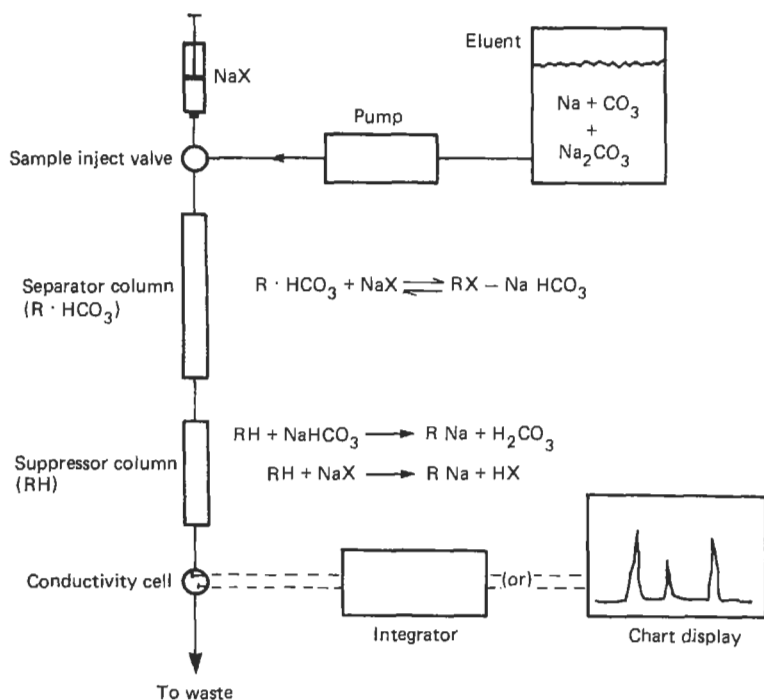 Eluent
NaX
Na + CO₃
+
Na₂CO₃
Pump
Sample inject valve
Separator column
(R · HCO₃)
R · HCO₃ + NaX ⇌ RX – Na HCO₃
RH + NaHCO₃ ⟶ R Na + H₂CO₃
Suppressor column
(RH)
RH + NaX ⟶ R Na + HX
Conductivity cell
(or)
Integrator
Chart display
To waste